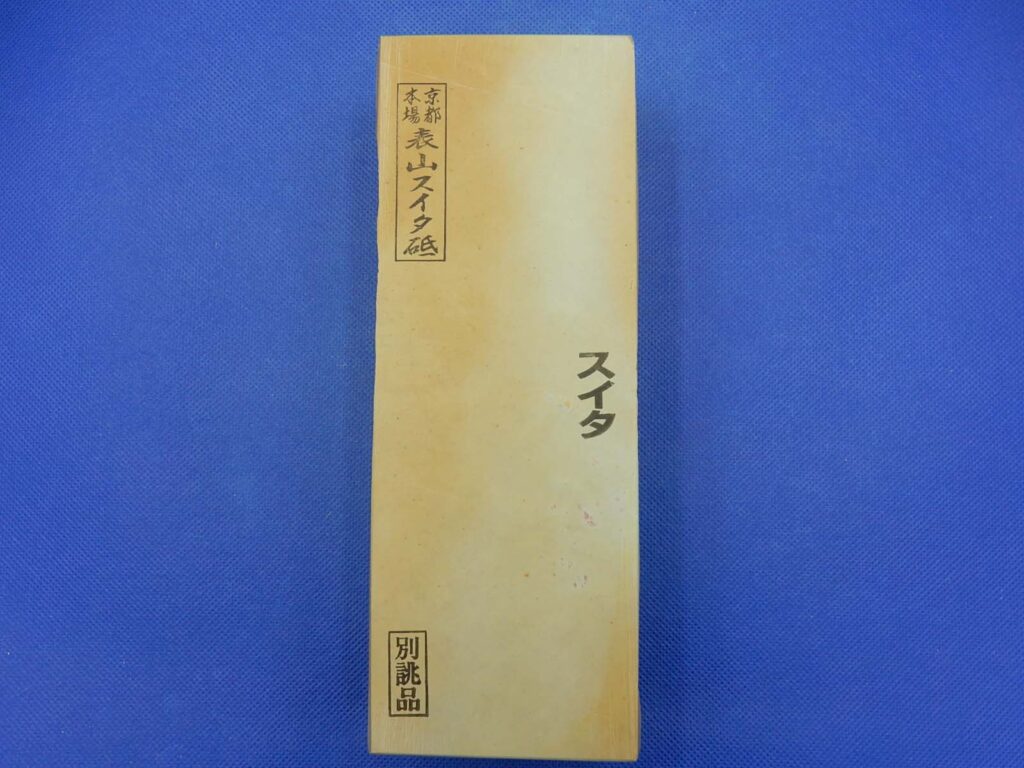 京都
本場
表山スイタ砥
スイタ
別誂品